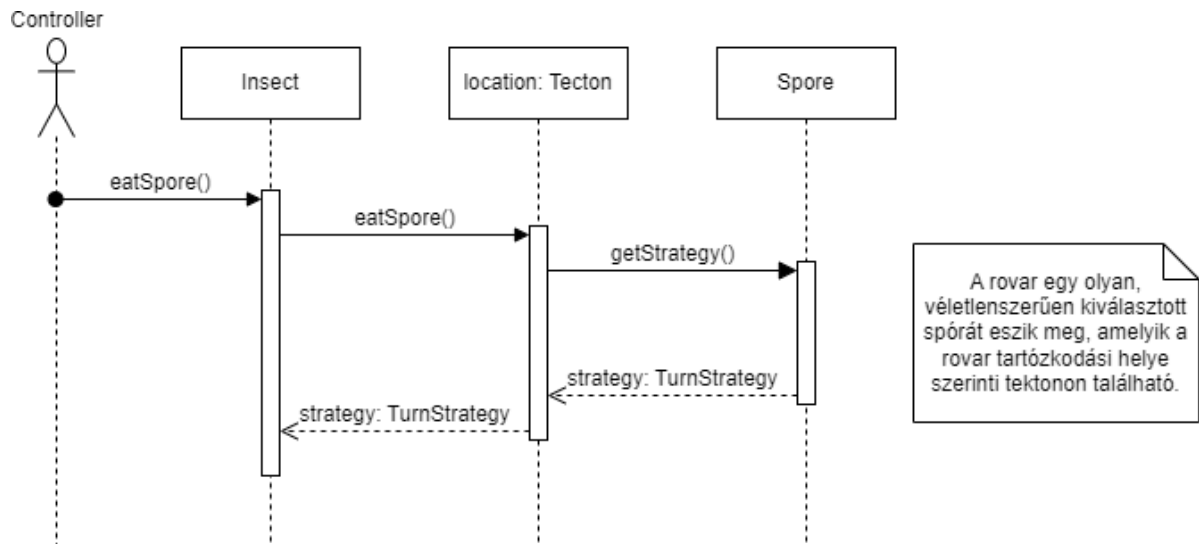 Controller
Insect
location: Tecton
Spore
eatSpore()
eatSpore()
getStrategy()
A rovar egy olyan,
véletlenszerűen kiválasztott
spórát eszik meg, amelyik a
rovar tartózkodási helye
szerinti tektonon található.
strategy: TurnStrategy
strategy: TurnStrategy